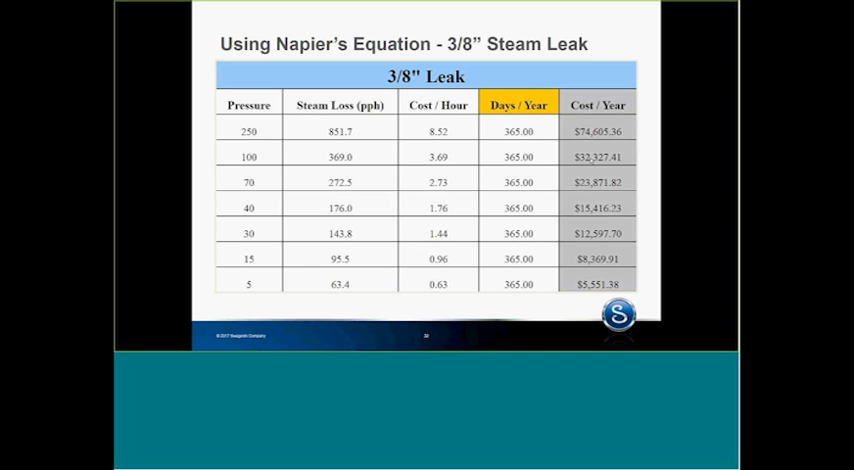 Using Napier's Equation - 3/8” Steam Leak
3/8" Leak
Pressure Steam Loss (pph) Cost / Hour Days / Year Cost / Year
250 851.7 8.52 365.00 $74,605.36
100 369.0 3.69 365.00 $32,327.41
70 272.5 2.73 365.00 $23,871.82
40 176.0 1.76 365.00 $15,416.23
30 143.8 1.44 365.00 $12,597.70
15 95.5 0.96 365.00 $8,369.91
5 63.4 0.63 365.00 $5,551.38
S
© 2017 Swagelok Company